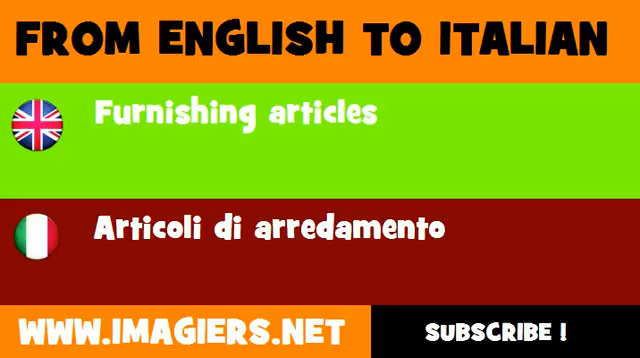 FROM ENGLISH TO ITALIAN
Furnishing articles
Articoli di arredamento
WWW.IMAGIERS.NET
SUBSCRIBE !